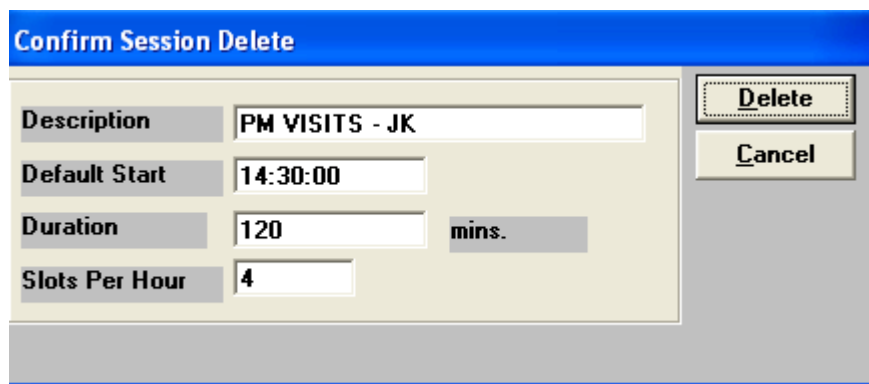 Confirm Session Delete
Description PM VISITS - JK
Default Start 14:30:00
Duration 120 mins.
Slots Per Hour 4
Delete
Cancel